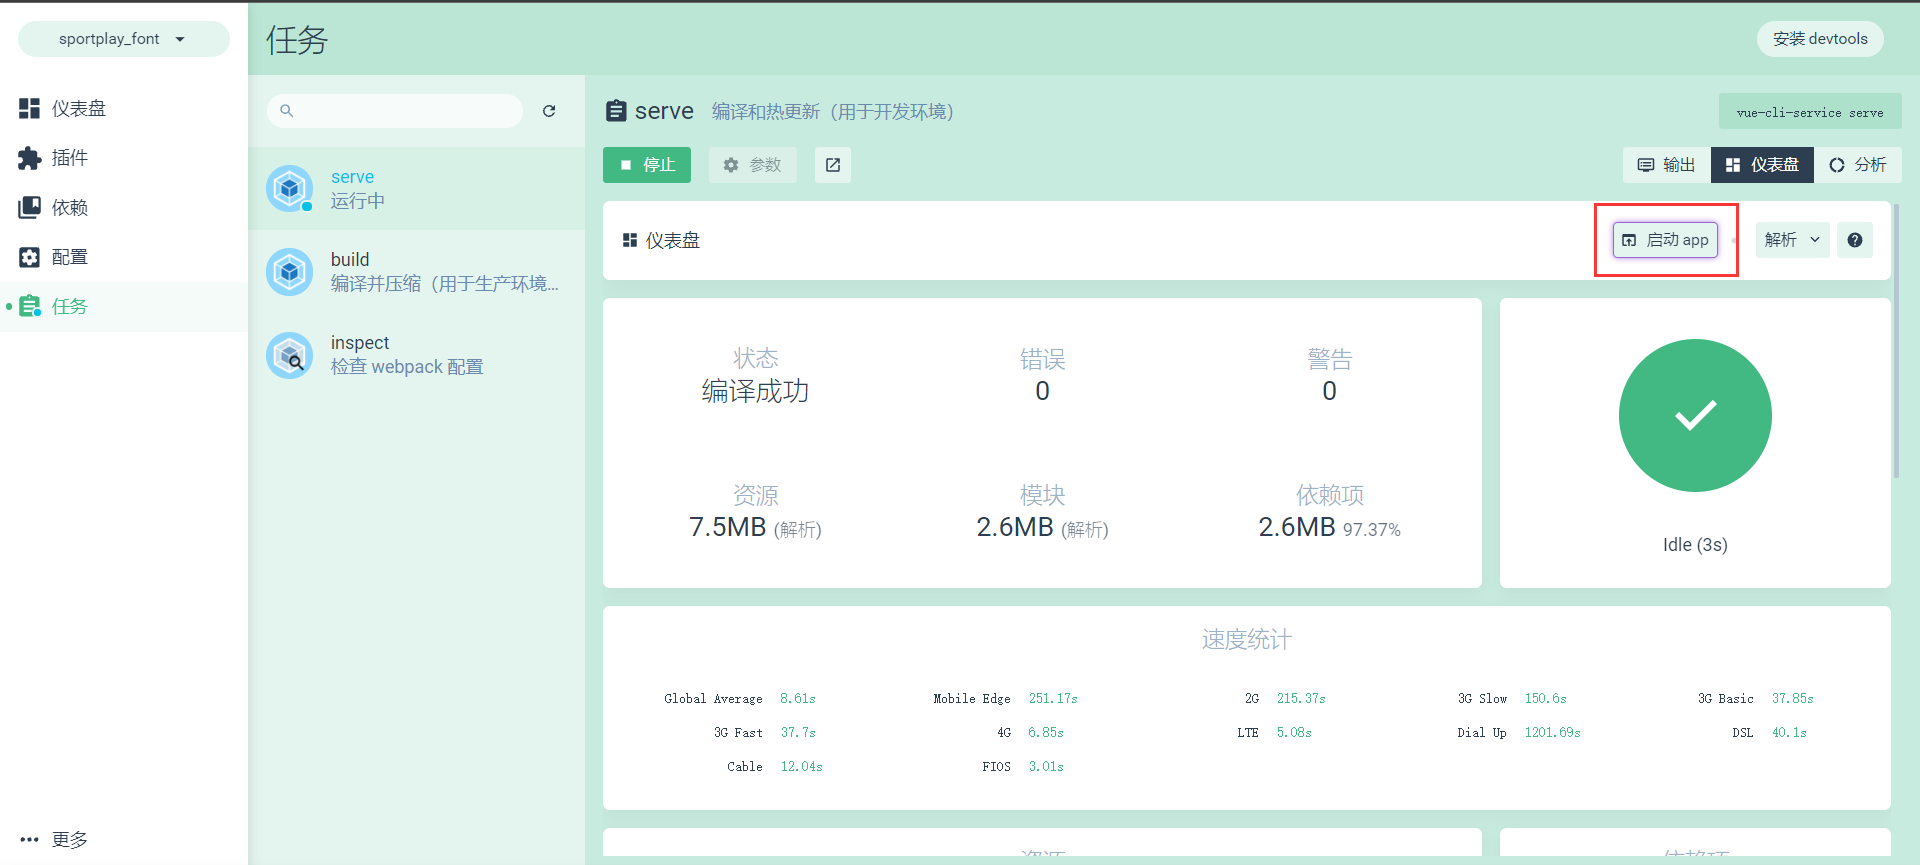 sportplay_font
仪表盘
插件
依赖
配置
任务
更多
任务
安装 devtools
serve
运行中
build
编译并压缩（用于生产环境...
inspect
检查 webpack 配置
serve 编译和热更新（用于开发环境）
vue-cli-service serve
停止 参数
输出 仪表盘 分析
仪表盘
启动 app 解析
状态 错误 警告
编译成功 0 0
资源 模块 依赖项
7.5MB (解析) 2.6MB (解析) 2.6MB 97.37%
Idle (3s)
速度统计
Global Average 8.61s Mobile Edge 251.17s 2G 215.37s 3G Slow 150.6s 3G Basic 37.85s
3G Fast 37.7s 4G 6.85s LTE 5.08s Dial Up 1201.69s DSL 40.1s
Cable 12.04s FIOS 3.01s
资源 依赖项